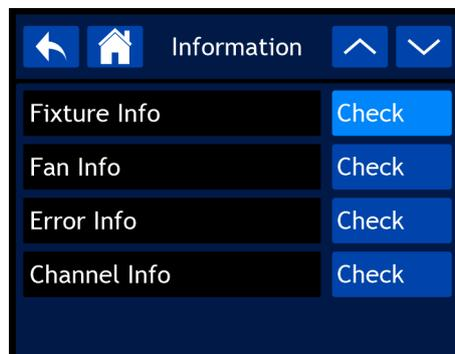 Information
Fixture Info Check
Fan Info Check
Error Info Check
Channel Info Check